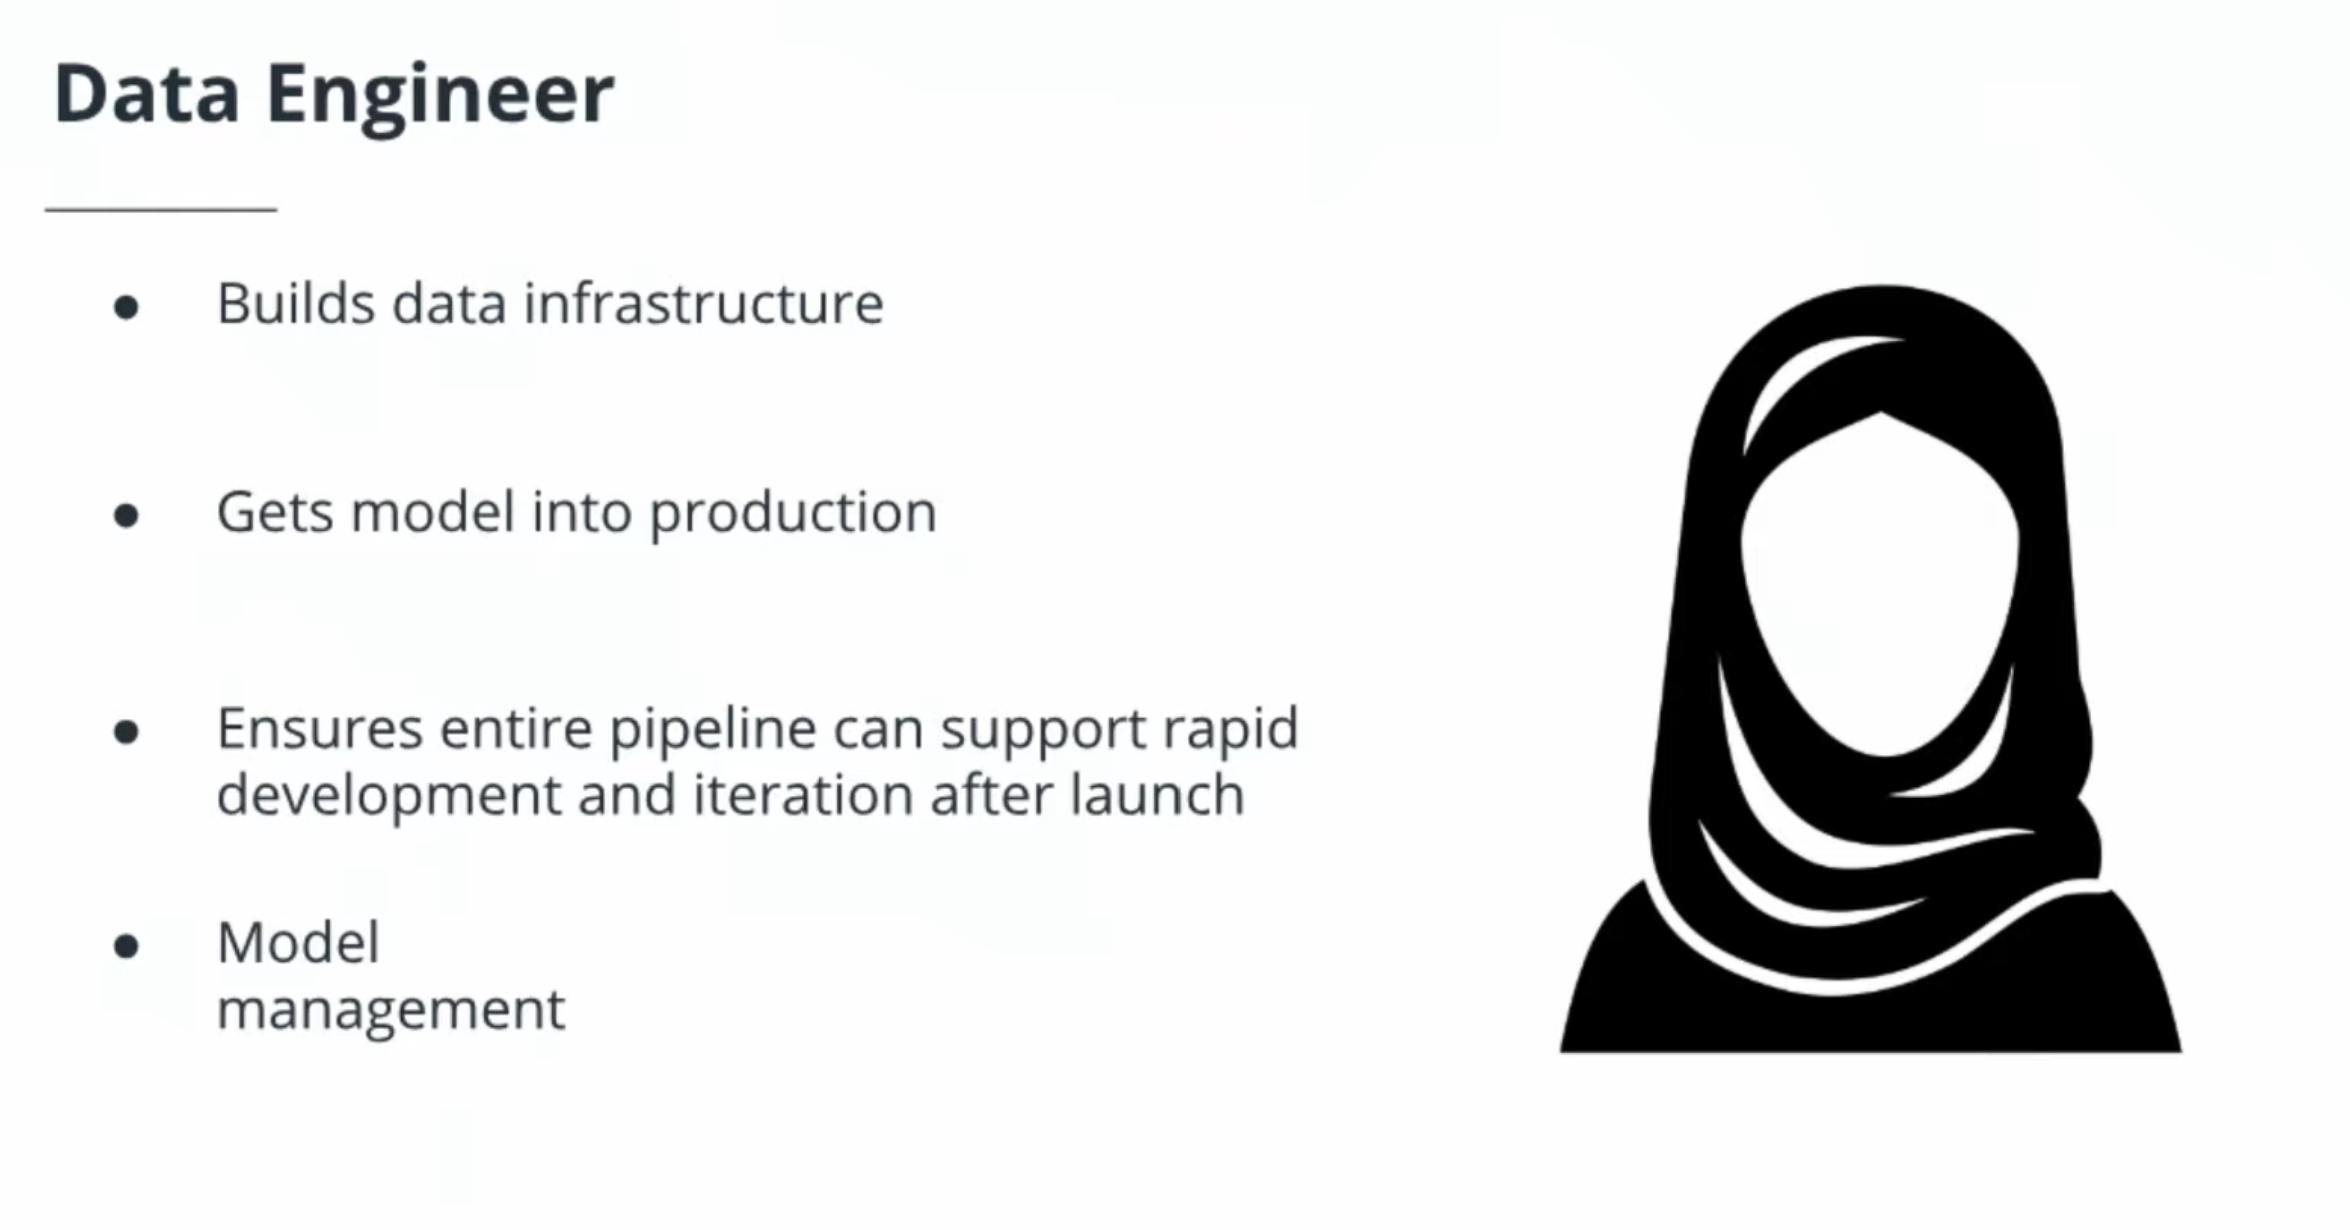 Data Engineer
● Builds data infrastructure
● Gets model into production
● Ensures entire pipeline can support rapid
development and iteration after launch
● Model
management